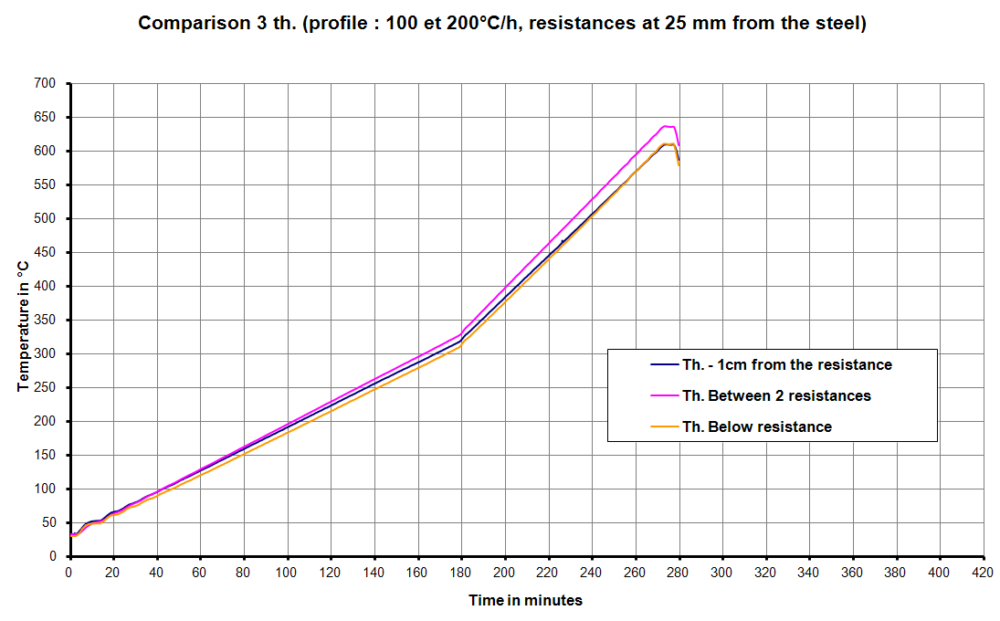 Comparison 3 th. (profile : 100 et 200°C/h, resistances at 25 mm from the steel)
700
650
600
550
500
450
400
350
300
250
200
150
100
50
0
Temperature in °C
Th. - 1cm from the resistance
Th. Between 2 resistances
Th. Below resistance
0 20 40 60 80 100 120 140 160 180 200 220 240 260 280 300 320 340 360 380 400 420
Time in minutes